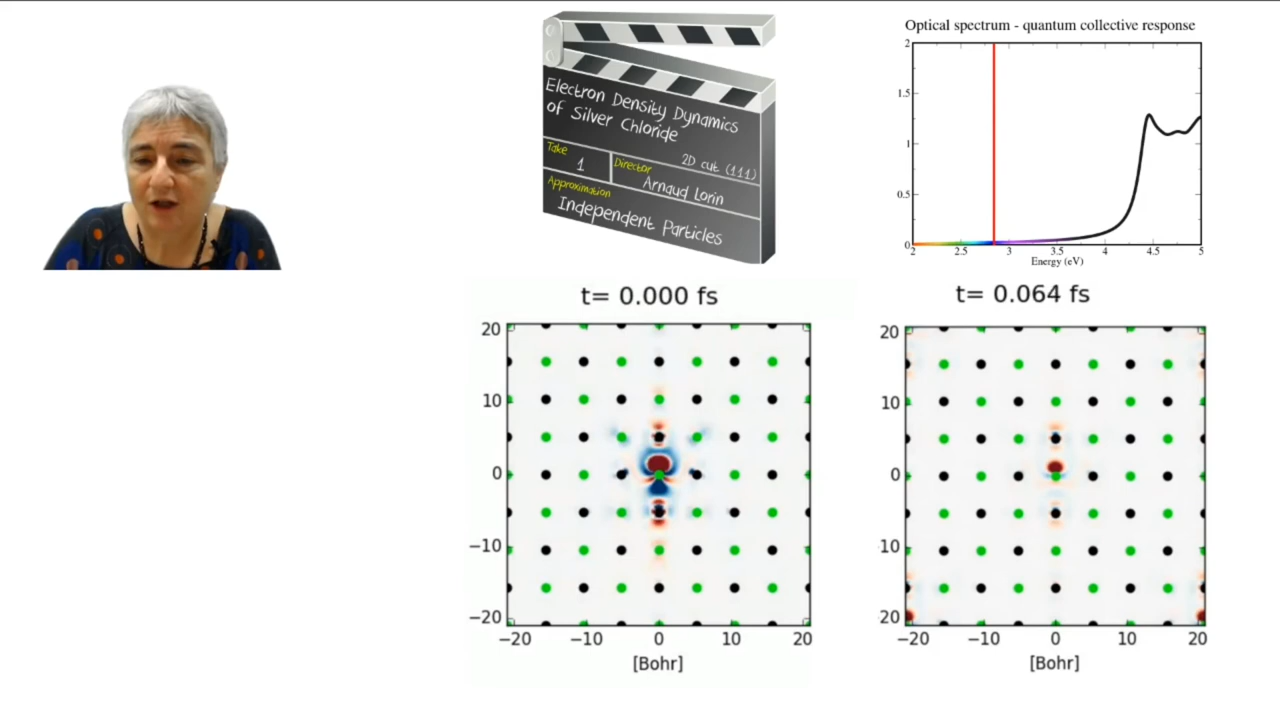 Electron Density Dynamics
of Silver Chloride
2D cut (111)
Take
1
Director
Arnaud Lorin
Approximation
Independent Particles
Optical spectrum - quantum collective response
2
1.5
1
0.5
0
2 2.5 3 3.5 4 4.5 5
Energy (eV)
t= 0.000 fs
20
10
0
−10
−20
−20 −10 0 10 20
[Bohr]
t= 0.064 fs
20
10
0
10
20
−20 −10 0 10 20
[Bohr]